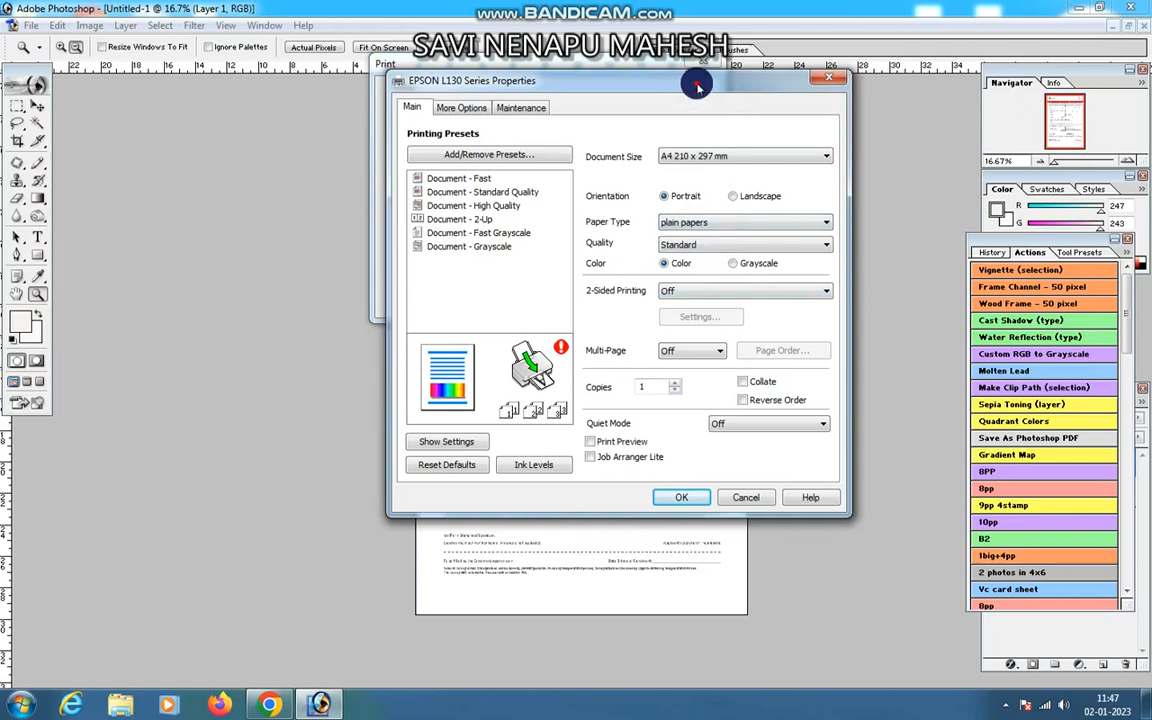 Adobe Photoshop - [Untitled-1 @ 16.7% (Layer 1, RGB)]
www.BANDICAM.com
File Edit Image Layer Select Filter View Window Help
SAVI NENAPU MAHESH
Resize Windows To Fit Ignore Palettes Actual Pixels Fit On Screen
Print
EPSON L130 Series Properties
Main More Options Maintenance
Printing Presets
Add/Remove Presets...
Document - Fast
Document - Standard Quality
Document - High Quality
Document - 2-Up
Document - Fast Grayscale
Document - Grayscale
Show Settings
Reset Defaults Ink Levels
Document Size A4 210 x 297 mm
Orientation Portrait Landscape
Paper Type plain papers
Quality Standard
Color Color Grayscale
2-Sided Printing Off
Settings...
Multi-Page Off Page Order...
Copies 1 Collate
Reverse Order
Quiet Mode Off
Print Preview
Job Arranger Lite
OK Cancel Help
Navigator Info
16.67%
Color Swatches Styles
R 247
G 243
History Actions Tool Presets
Vignette (selection)
Frame Channel - 50 pixel
Wood Frame - 50 pixel
Cast Shadow (type)
Water Reflection (type)
Custom RGB to Grayscale
Molten Lead
Make Clip Path (selection)
Sepia Toning (layer)
Quadrant Colors
Save As Photoshop PDF
Gradient Map
8PP
8pp
9pp 4stamp
10pp
B2
1big+4pp
2 photos in 4x6
Vc card sheet
8pp
11:47
02-01-2023